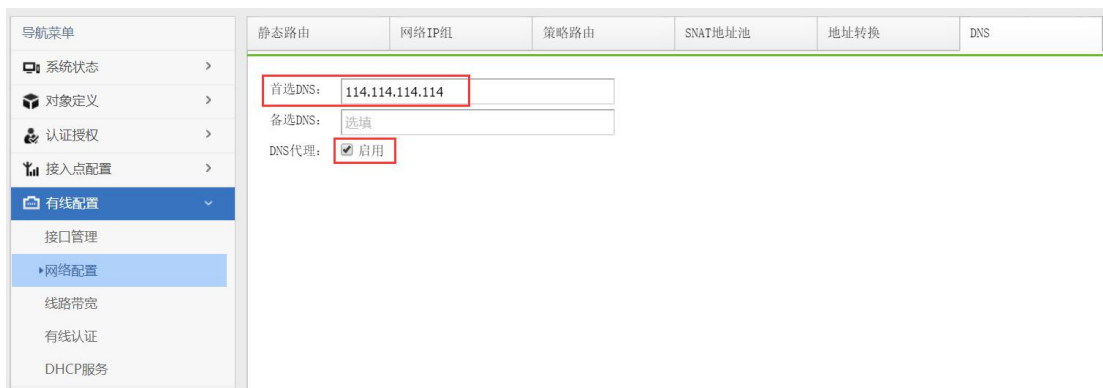 导航菜单
静态路由 网络IP组 策略路由 SNAT地址池 地址转换 DNS
系统状态
对象定义
认证授权
接入点配置
有线配置
接口管理
网络配置
线路带宽
有线认证
DHCP服务
首选DNS: 114.114.114.114
备选DNS: 选填
DNS代理: 启用